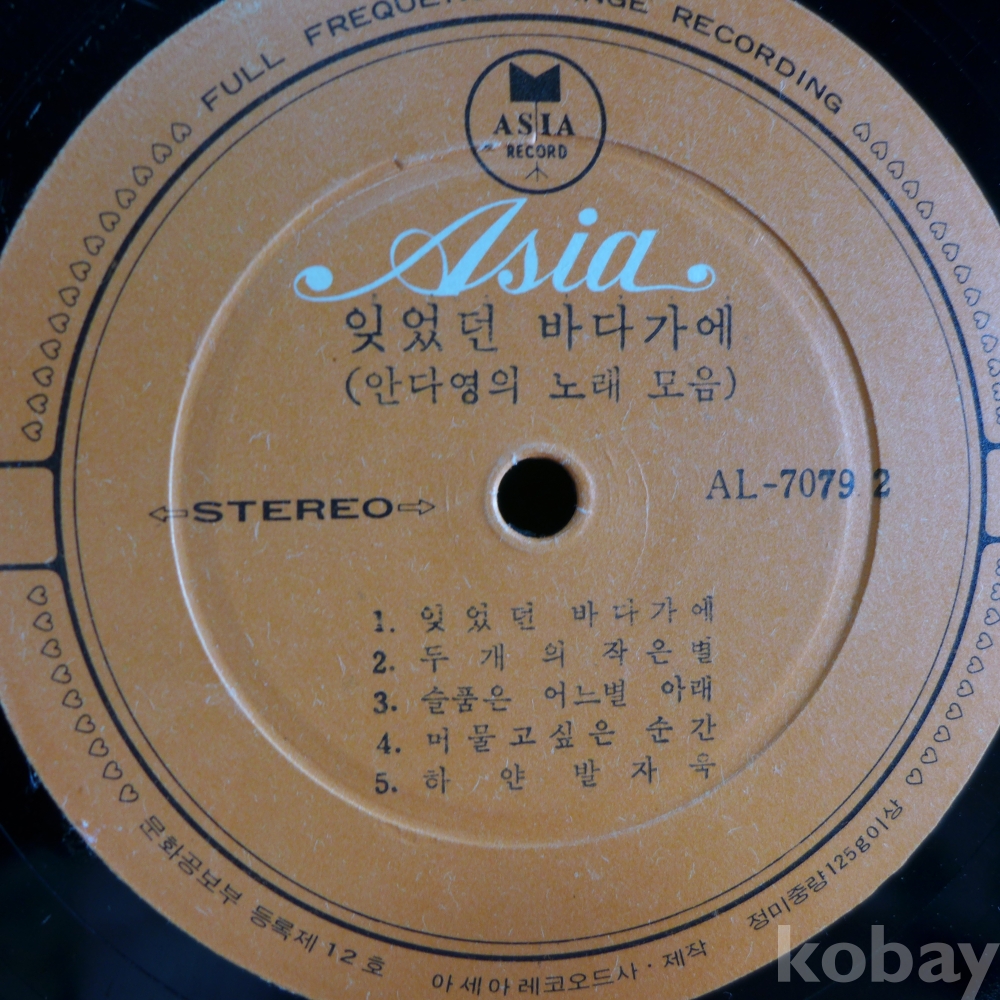 FULL FREQUENCY RANGE RECORDING
ASIA
RECORD
Asia
잊었던 바다가에
(안다영의 노래 모음)
AL-7079 2
STEREO
1. 잊었던 바다가에
2. 두개의 작은별
3. 슬품은 어느별 아래
4. 머물고싶은 순간
5. 하얀발자욱
문화공보부 등록제 12호
아세아레코오드사·제작
정미중량125g이상
kobay